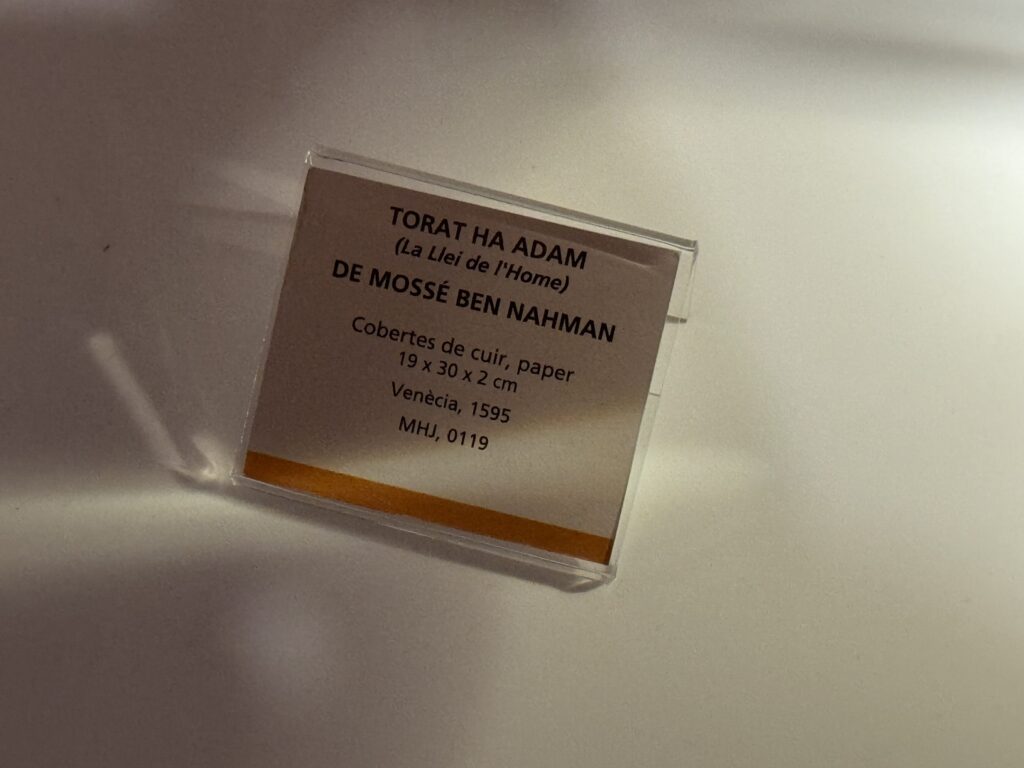 TORAT HA ADAM
(La Llei de l'Home)
DE MOSSÉ BEN NAHMAN
Cobertes de cuir, paper
19 x 30 x 2 cm
Venècia, 1595
MHJ, 0119